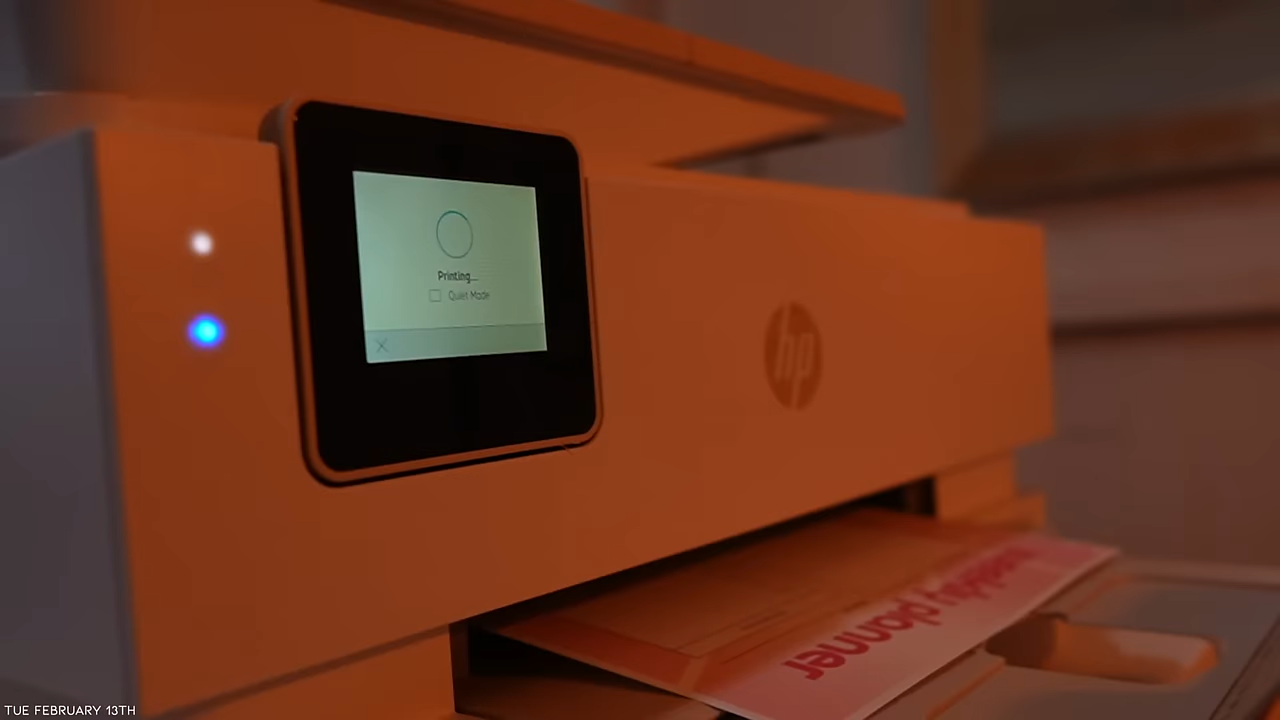 Printing...
Quiet Mode
hp
weekly planner
TUE FEBRUARY 13TH